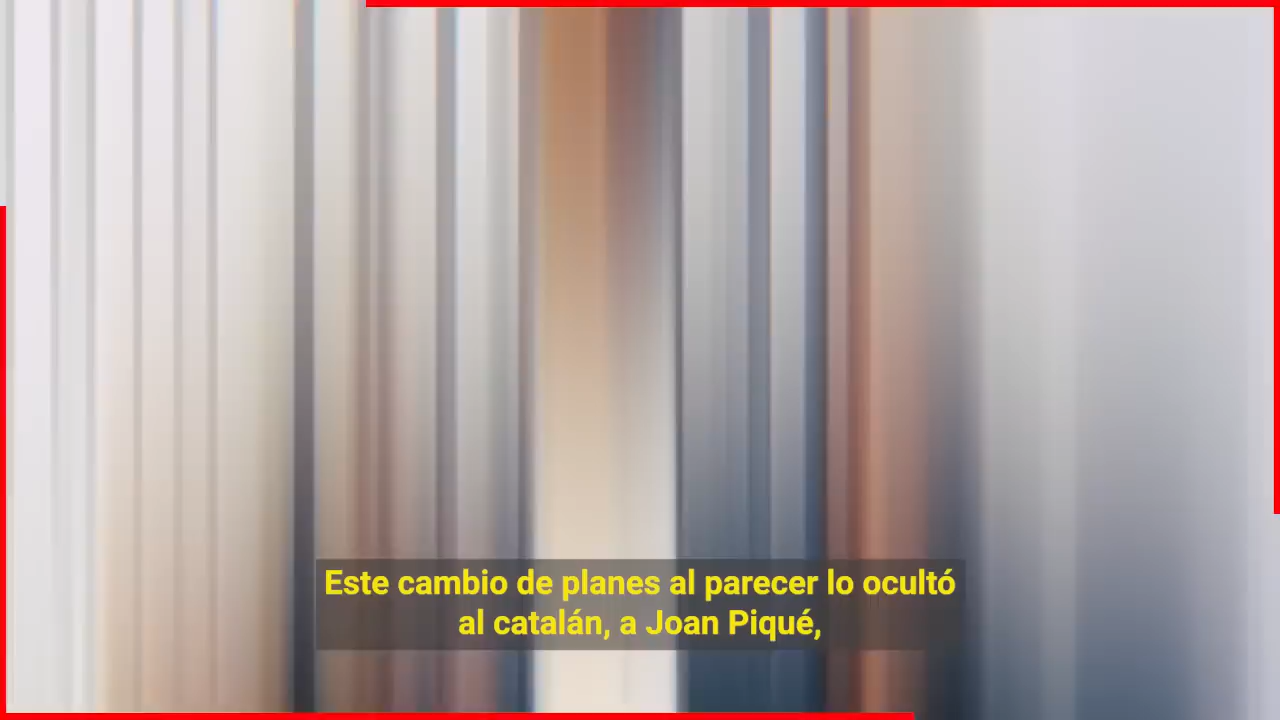 Este cambio de planes al parecer lo ocultó
al catalán, a Joan Piqué,